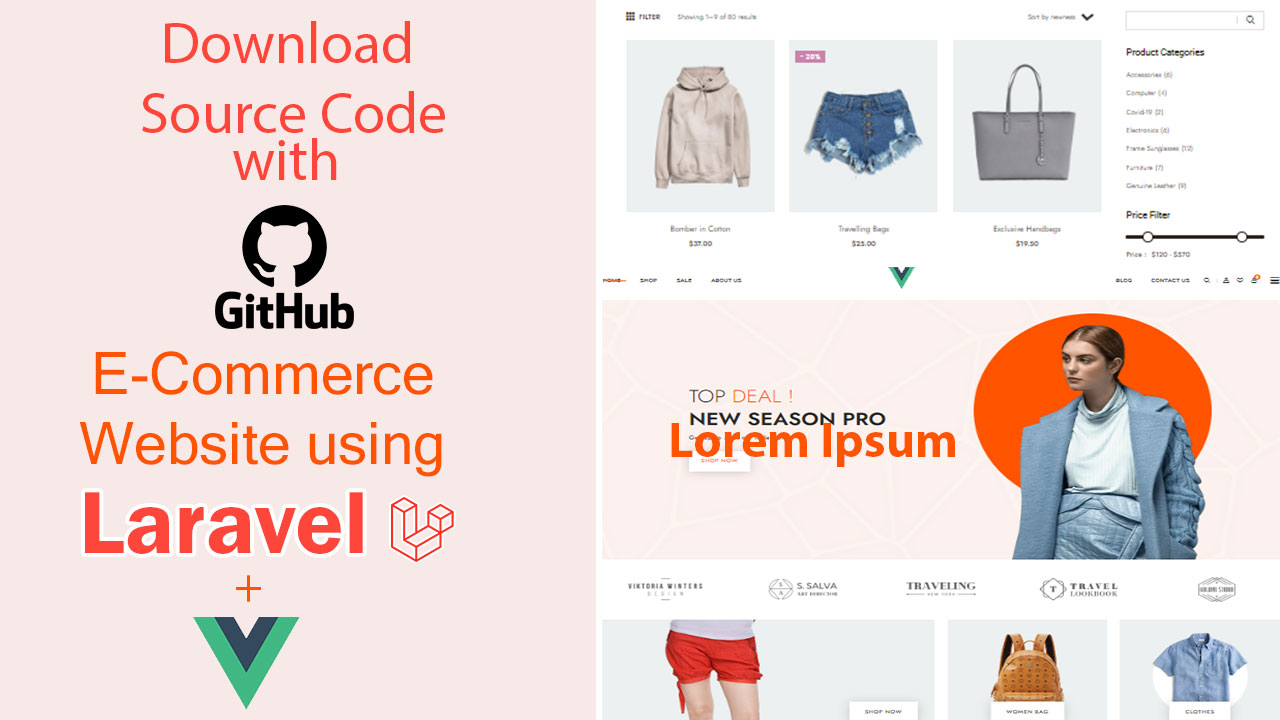 Download
Source Code
with
GitHub
E-Commerce
Website using
Laravel
+
FILTER
Showing 1–9 of 80 results
Sort by newness
- 20%
Bomber in Cotton
$37.00
Travelling Bags
$25.00
Exclusive Handbags
$19.50
Product Categories
Accessories (6)
Computer (4)
Covid-19 (2)
Electronics (6)
Frame Sunglasses (12)
Furniture (7)
Genuine Leather (9)
Price Filter
Price : $120 - $570
HOME
SHOP
SALE
ABOUT US
BLOG
CONTACT US
TOP DEAL !
NEW SEASON PRO
Lorem Ipsum
SHOP NOW
VIKTORIA WINTERS
DESIGN
S. SALVA
ART DIRECTOR
TRAVELING
NEW YORK
T
TRAVEL
LOOKBOOK
SHOP NOW
WOMEN BAG
CLOTHES